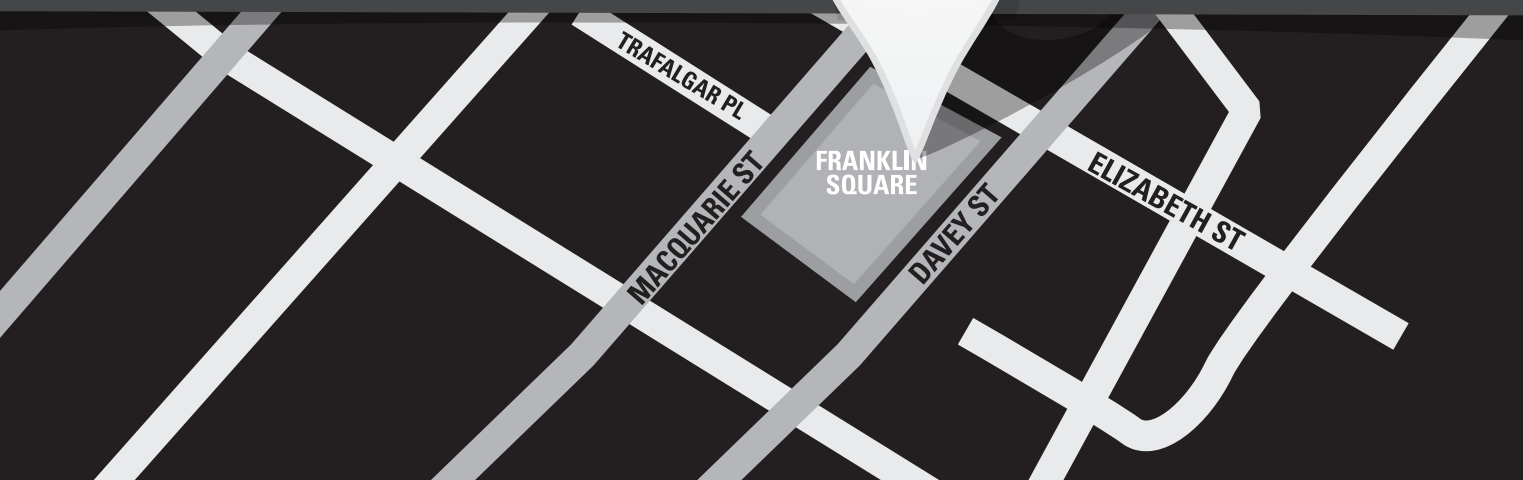 TRAFALGAR PL
MACQUARIE ST
FRANKLIN
SQUARE
DAVEY ST
ELIZABETH ST